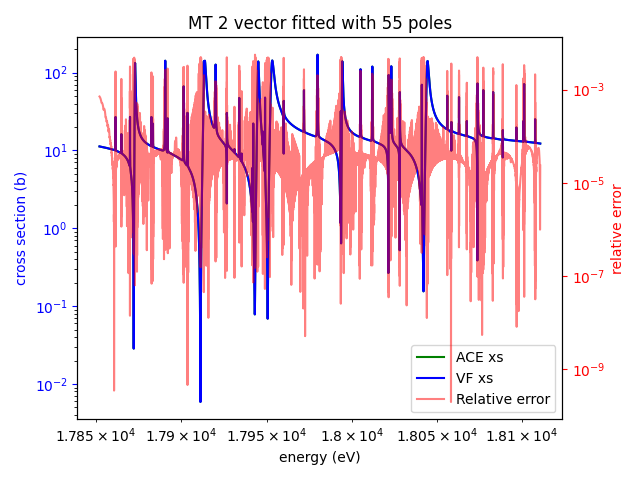 MT 2 vector fitted with 55 poles
10²
10¹
10⁰
10⁻¹
10⁻²
cross section (b)
10⁻³
10⁻⁵
10⁻⁷
10⁻⁹
relative error
ACE xs
VF xs
Relative error
1.785 × 10⁴ 1.79 × 10⁴ 1.795 × 10⁴ 1.8 × 10⁴ 1.805 × 10⁴ 1.81 × 10⁴
energy (eV)